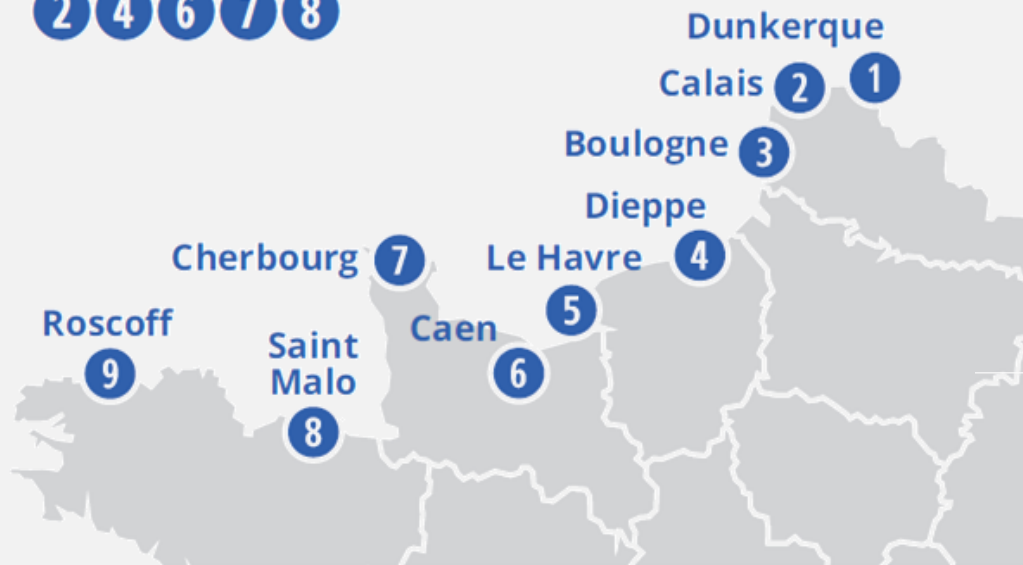 2 4 6 7 8
Dunkerque
1
Calais 2
Boulogne 3
Dieppe
4
Cherbourg 7
Le Havre
5
Roscoff
9
Caen
6
Saint
Malo
8